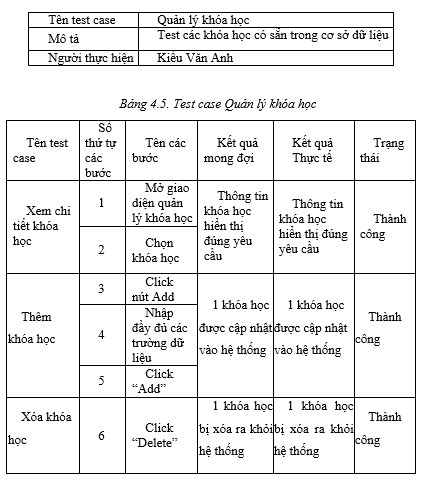 Tên test case Quản lý khóa học
Mô tả Test các khóa học có sẵn trong cơ sở dữ liệu
Người thực hiện Kiều Văn Anh
Bảng 4.5. Test case Quản lý khóa học
Tên test case
Số thứ tự các bước
Tên các bước
Kết quả mong đợi
Kết quả Thực tế
Trạng thái
Xem chi tiết khóa học
1
Mở giao diện quản lý khóa học
Thông tin khóa học hiển thị đúng yêu cầu
Thông tin khóa học hiển thị đúng yêu cầu
Thành công
2
Chọn khóa học
Thêm khóa học
3
Click nút Add
1 khóa học được cập nhật vào hệ thống
1 khóa học được cập nhật vào hệ thống
Thành công
4
Nhập đầy đủ các trường dữ liệu
5
Click “Add”
Xóa khóa học
6
Click “Delete”
1 khóa học bị xóa ra khỏi hệ thống
1 khóa học bị xóa ra khỏi hệ thống
Thành công